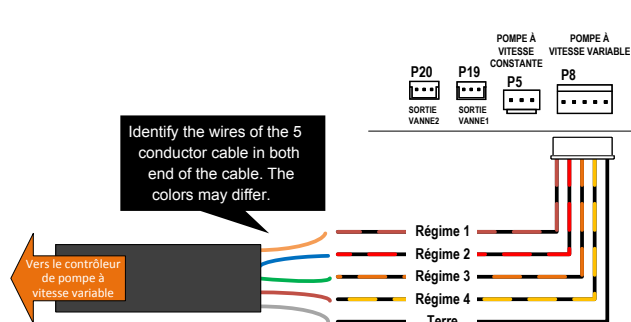 POMPE À
VITESSE
CONSTANTE
POMPE À
VITESSE VARIABLE
P20
P19
P5
P8
SORTIE
VANNE2
SORTIE
VANNE1
Identify the wires of the 5
conductor cable in both
end of the cable. The
colors may differ.
Régime 1
Régime 2
Régime 3
Régime 4
Terre
Vers le contrôleur
de pompe à
vitesse variable